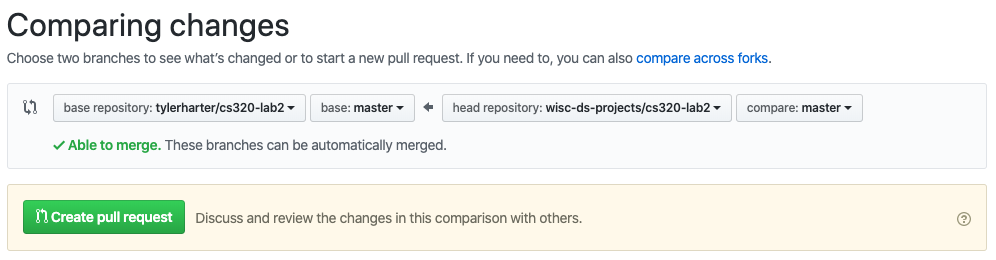 Comparing changes
Choose two branches to see what's changed or to start a new pull request. If you need to, you can also compare across forks.
base repository: tylerharter/cs320-lab2 base: master head repository: wisc-ds-projects/cs320-lab2 compare: master
Able to merge. These branches can be automatically merged.
Create pull request Discuss and review the changes in this comparison with others.